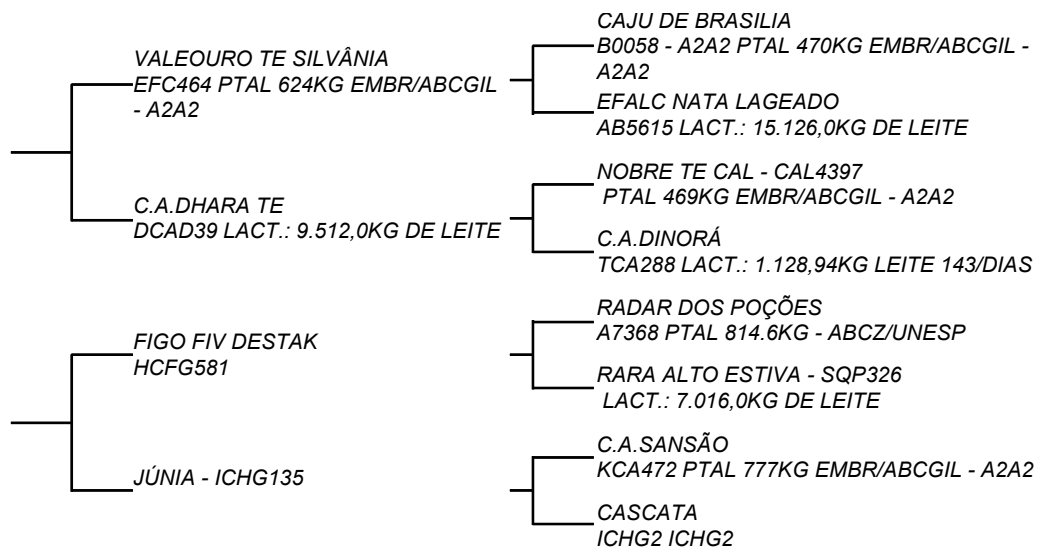 VALEOURO TE SILVÂNIA
EFC464 PTAL 624KG EMBR/ABCGIL
- A2A2
C.A.DHARA TE
DCAD39 LACT.: 9.512,0KG DE LEITE
FIGO FIV DESTAK
HCFG581
JÚNIA - ICHG135
CAJU DE BRASILIA
B0058 - A2A2 PTAL 470KG EMBR/ABCGIL -
A2A2
EFALC NATA LAGEADO
AB5615 LACT.: 15.126,0KG DE LEITE
NOBRE TE CAL - CAL4397
PTAL 469KG EMBR/ABCGIL - A2A2
C.A.DINORÁ
TCA288 LACT.: 1.128,94KG LEITE 143/DIAS
RADAR DOS POÇÕES
A7368 PTAL 814.6KG - ABCZ/UNESP
RARA ALTO ESTIVA - SQP326
LACT.: 7.016,0KG DE LEITE
C.A.SANSÃO
KCA472 PTAL 777KG EMBR/ABCGIL - A2A2
CASCATA
ICHG2 ICHG2